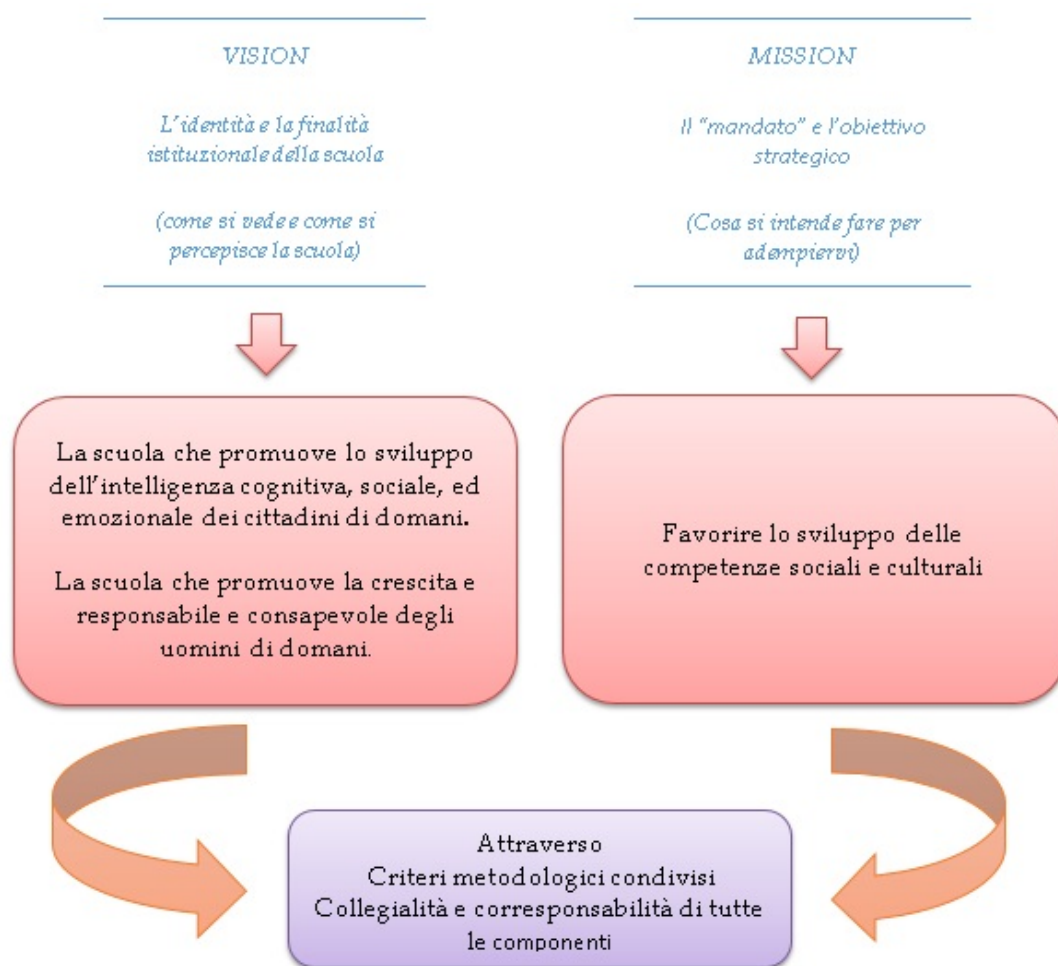 VISION
L'identità e la finalità
istituzionale della scuola
(come si vede e come si
percepisce la scuola)
MISSION
Il "mandato" e l'obiettivo
strategico
(Cosa si intende fare per
adempiervi)
La scuola che promuove lo sviluppo
dell'intelligenza cognitiva, sociale, ed
emozionale dei cittadini di domani.
La scuola che promuove la crescita e
responsabile e consapevole degli
uomini di domani.
Favorire lo sviluppo delle
competenze sociali e culturali
Attraverso
Criteri metodologici condivisi
Collegialità e corresponsabilità di tutte
le componenti